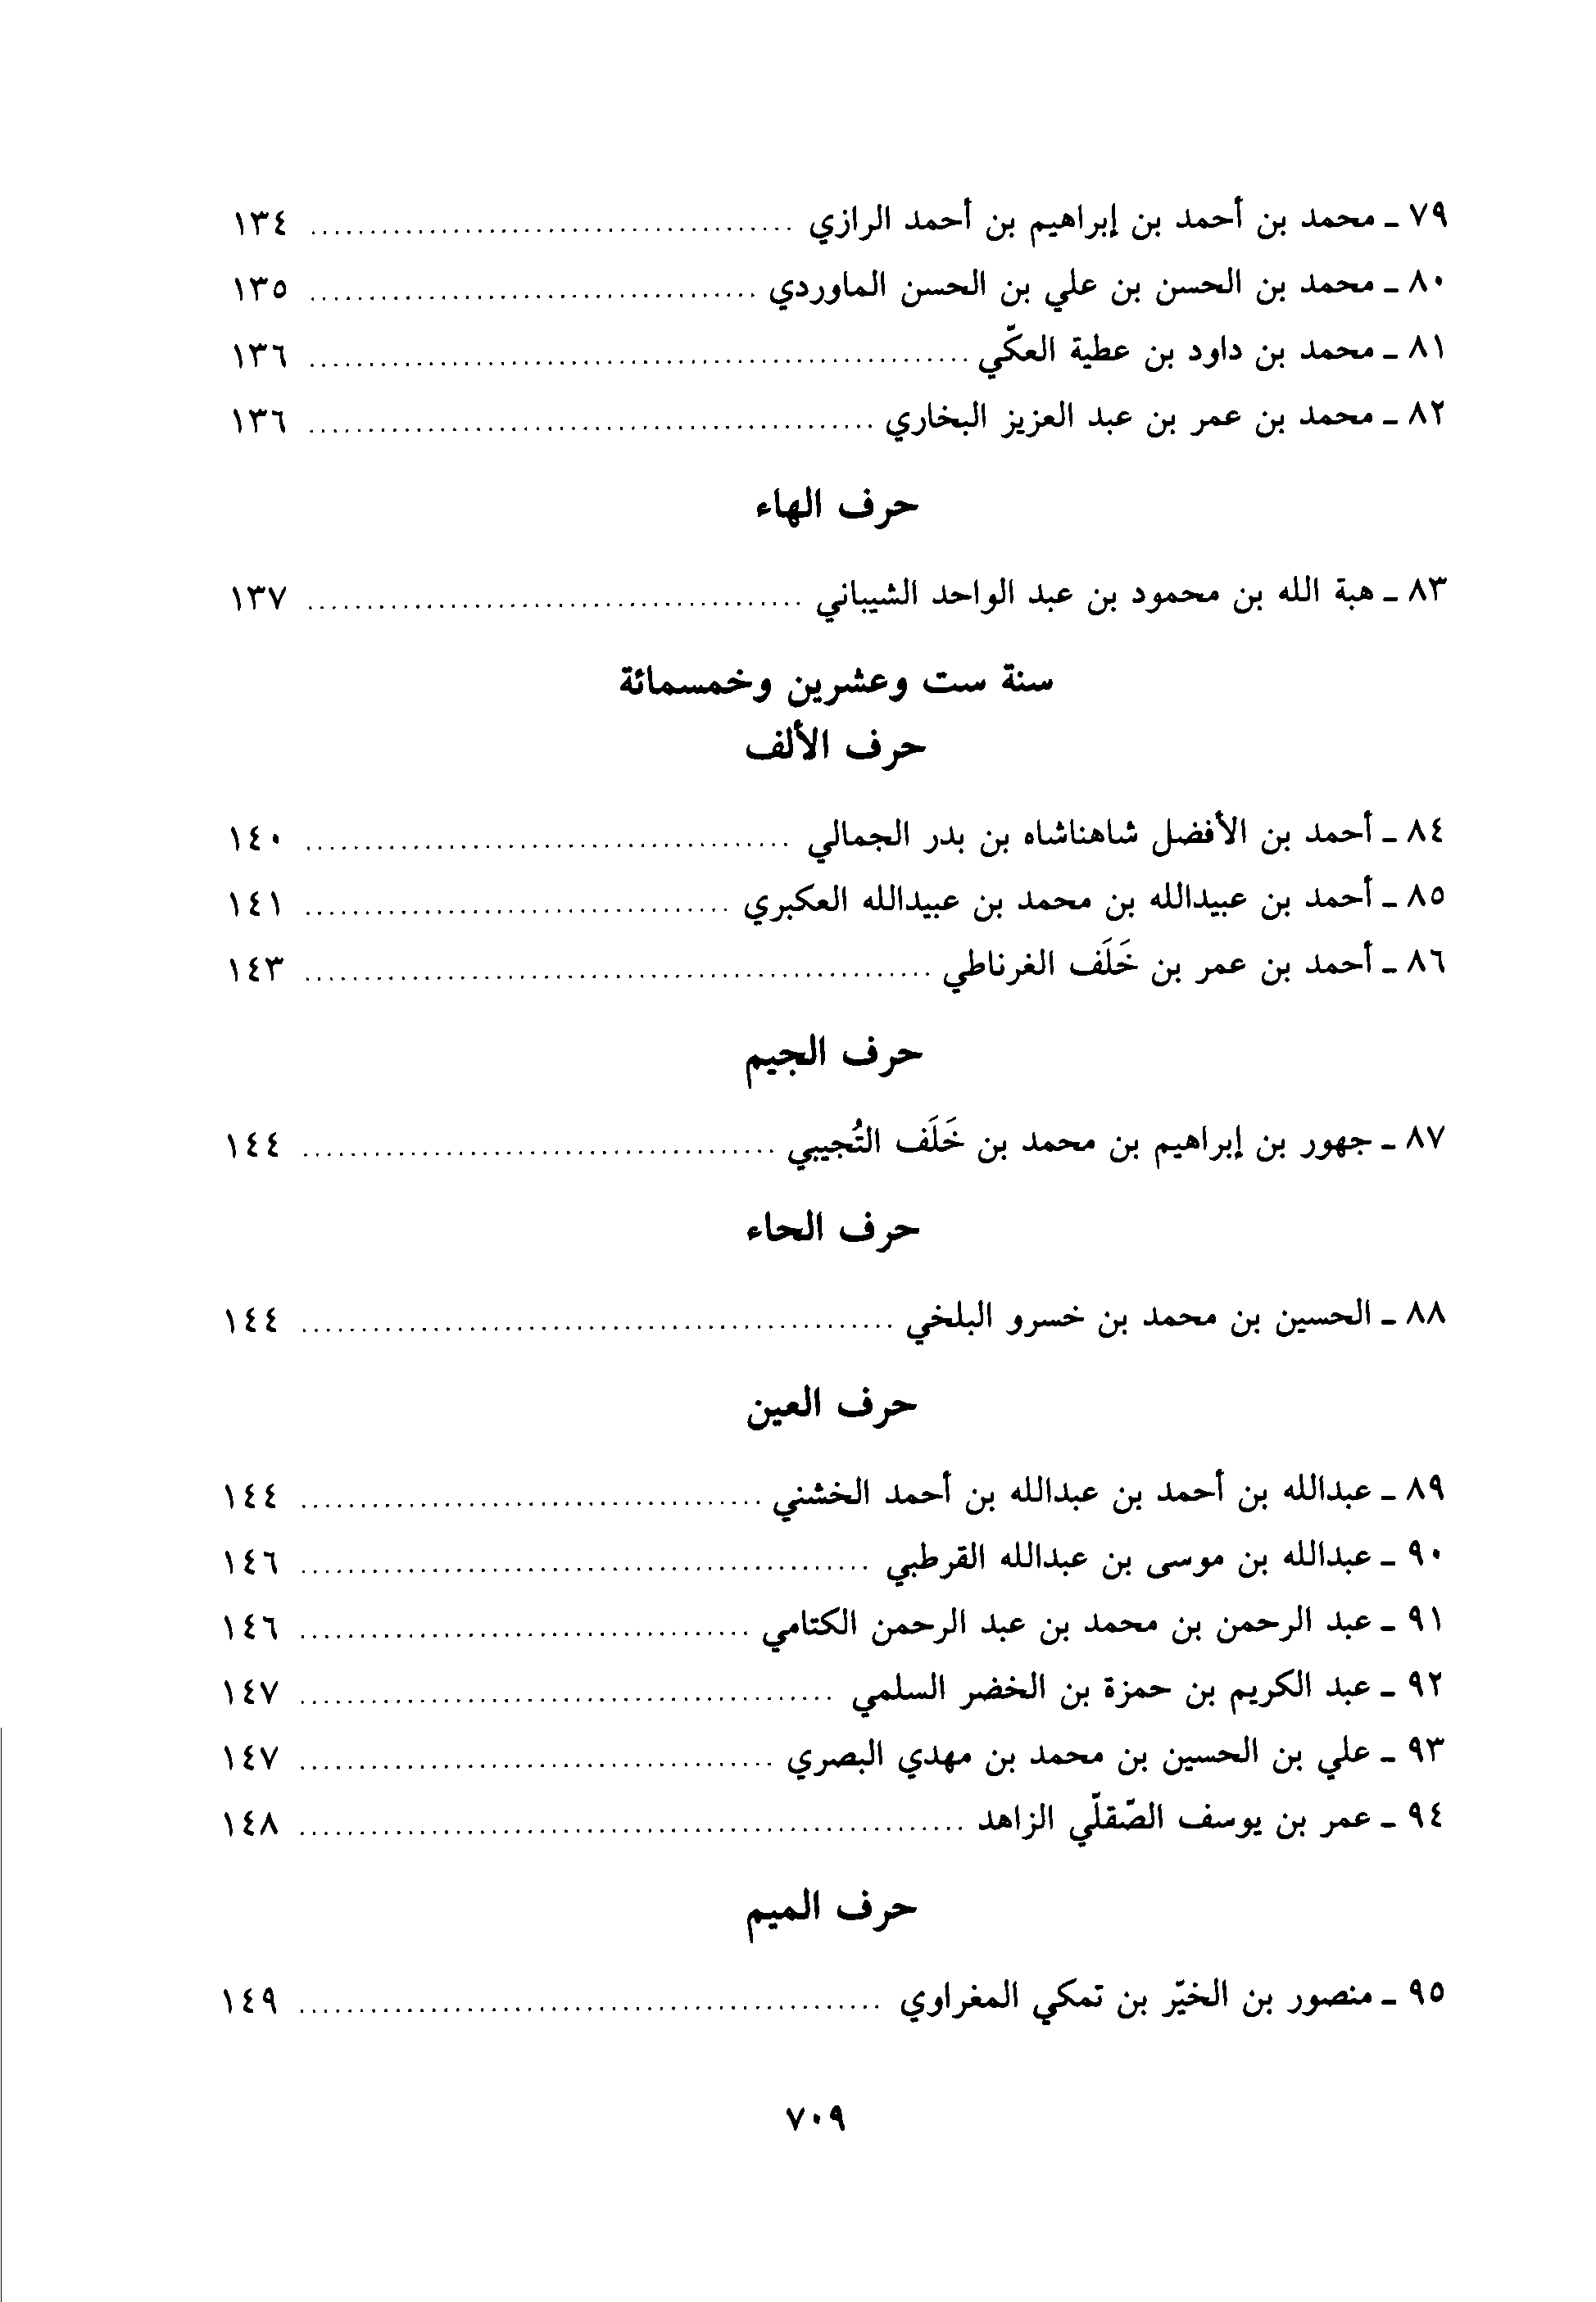 ٧٩ ـ محمد بن أحمد بن إبراهيم بن أحمد الرازي ........................................ ١٣٤
٨٠ ـ محمد بن الحسن بن علي بن الحسن الماوردي ..................................... ١٣٥
٨١ ـ محمد بن داود بن عطية العكّي ....................................................... ١٣٦
٨٢ ـ محمد بن عمر بن عبد العزيز البخاري ............................................... ١٣٦
حرف الهاء
٨٣ ـ هبة الله بن محمود بن عبد الواحد الشيباني ......................................... ١٣٧
سنة ست وعشرين وخمسمائة
حرف الألف
٨٤ ـ أحمد بن الأفضل شاهناشاه بن بدر الجمالي ........................................ ١٤٠
٨٥ ـ أحمد بن عبيدالله بن محمد بن عبيدالله العكبري ................................... ١٤١
٨٦ ـ أحمد بن عمر بن خَلَف الغرناطي .................................................... ١٤٣
حرف الجيم
٨٧ ـ جهور بن إبراهيم بن محمد بن خَلَف التُجيبي ....................................... ١٤٤
حرف الحاء
٨٨ ـ الحسين بن محمد بن خسرو البلخي ................................................. ١٤٤
حرف العين
٨٩ ـ عبدالله بن أحمد بن عبدالله بن أحمد الخشني ...................................... ١٤٤
٩٠ ـ عبدالله بن موسى بن عبدالله القرطبي ............................................... ١٤٦
٩١ ـ عبد الرحمن بن محمد بن عبد الرحمن الكتامي ..................................... ١٤٦
٩٢ ـ عبد الكريم بن حمزة بن الخضر السلمي ............................................ ١٤٧
٩٣ ـ علي بن الحسين بن محمد بن مهدي البصري ....................................... ١٤٧
٩٤ ـ عمر بن يوسف الصّقلّي الزاهد ....................................................... ١٤٨
حرف الميم
٩٥ ـ منصور بن الخيّر بن تمكي المغراوي ................................................ ١٤٩
٧٠٩